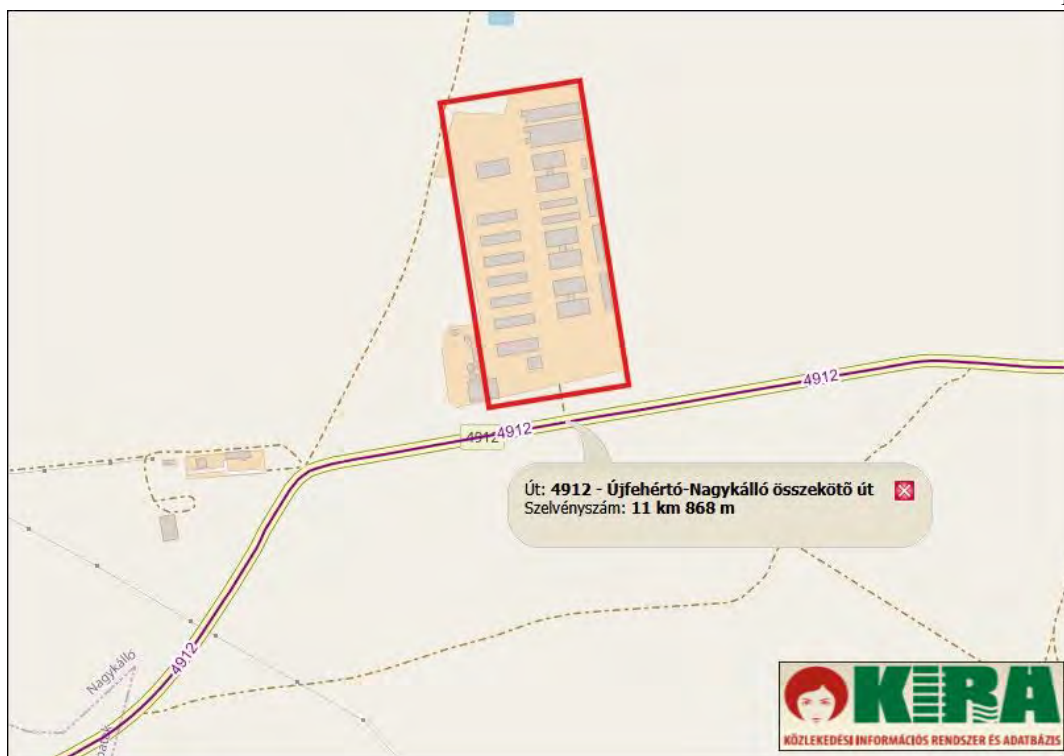 4912
4912
4912
Út: 4912 - Újfehértó-Nagykálló összekötő út
Szelvényszám: 11 km 868 m
4912
Nagykálló
KIRA
KÖZLEKEDÉSI INFORMÁCIÓS RENDSZER ÉS ADATBÁZIS